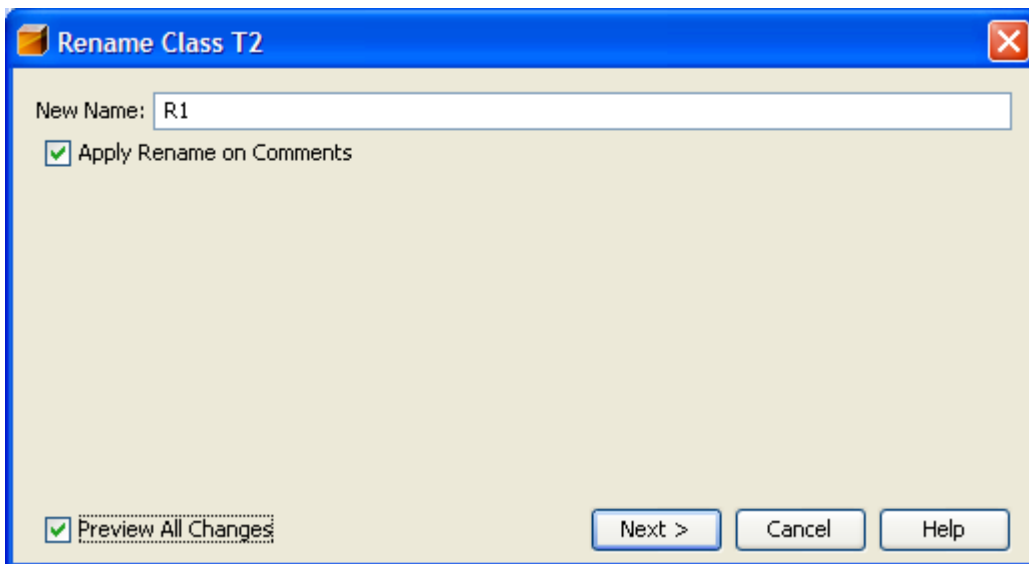 Rename Class T2
New Name: R1
Apply Rename on Comments
Preview All Changes Next > Cancel Help